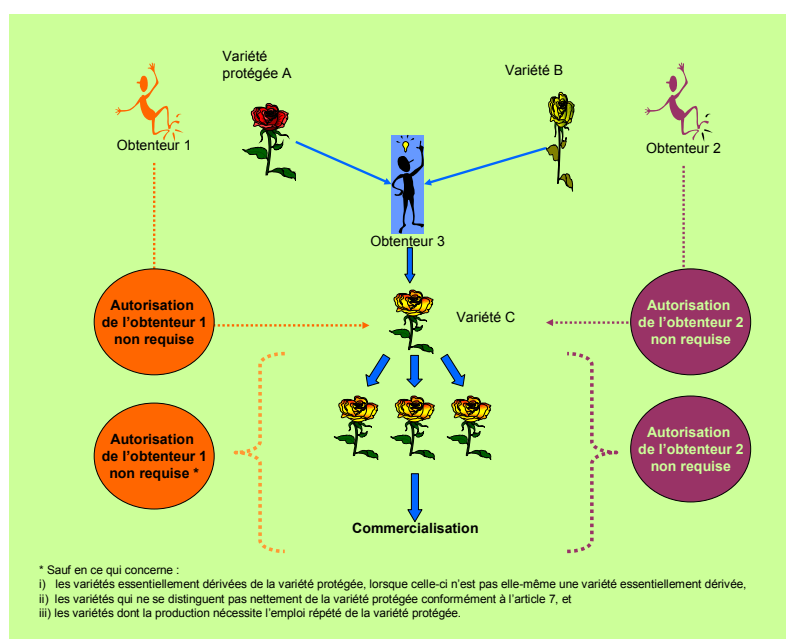 Variété
protégée A
Variété B
Obtenteur 1
Obtenteur 2
Obtenteur 3
Autorisation
de l'obtenteur 1
non requise
Variété C
Autorisation
de l'obtenteur 2
non requise
Autorisation
de l'obtenteur 1
non requise *
Autorisation
de l'obtenteur 2
non requise
Commercialisation
* Sauf en ce qui concerne :
i) les variétés essentiellement dérivées de la variété protégée, lorsque celle-ci n'est pas elle-même une variété essentiellement dérivée,
ii) les variétés qui ne se distinguent pas nettement de la variété protégée conformément à l'article 7, et
iii) les variétés dont la production nécessite l'emploi répété de la variété protégée.